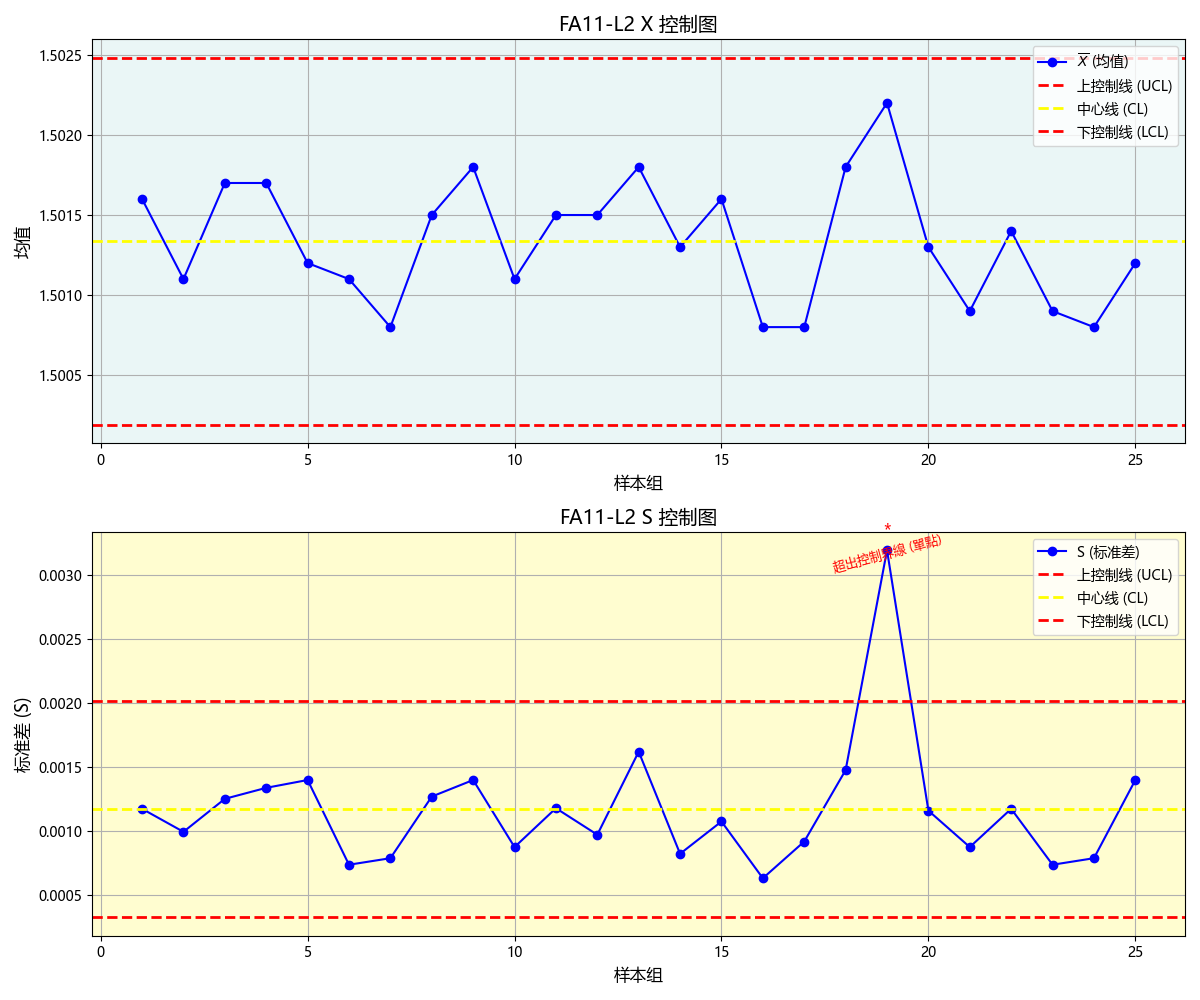 FA11-L2 X 控制图
1.5025
1.5020
1.5015
1.5010
1.5005
均值
X (均值)
上控制线 (UCL)
中心线 (CL)
下控制线 (LCL)
0 5 10 15 20 25
样本组
FA11-L2 S 控制图
*
超出控制界線 (單點)
0.0030
0.0025
0.0020
0.0015
0.0010
0.0005
标准差 (S)
S (标准差)
上控制线 (UCL)
中心线 (CL)
下控制线 (LCL)
0 5 10 15 20 25
样本组